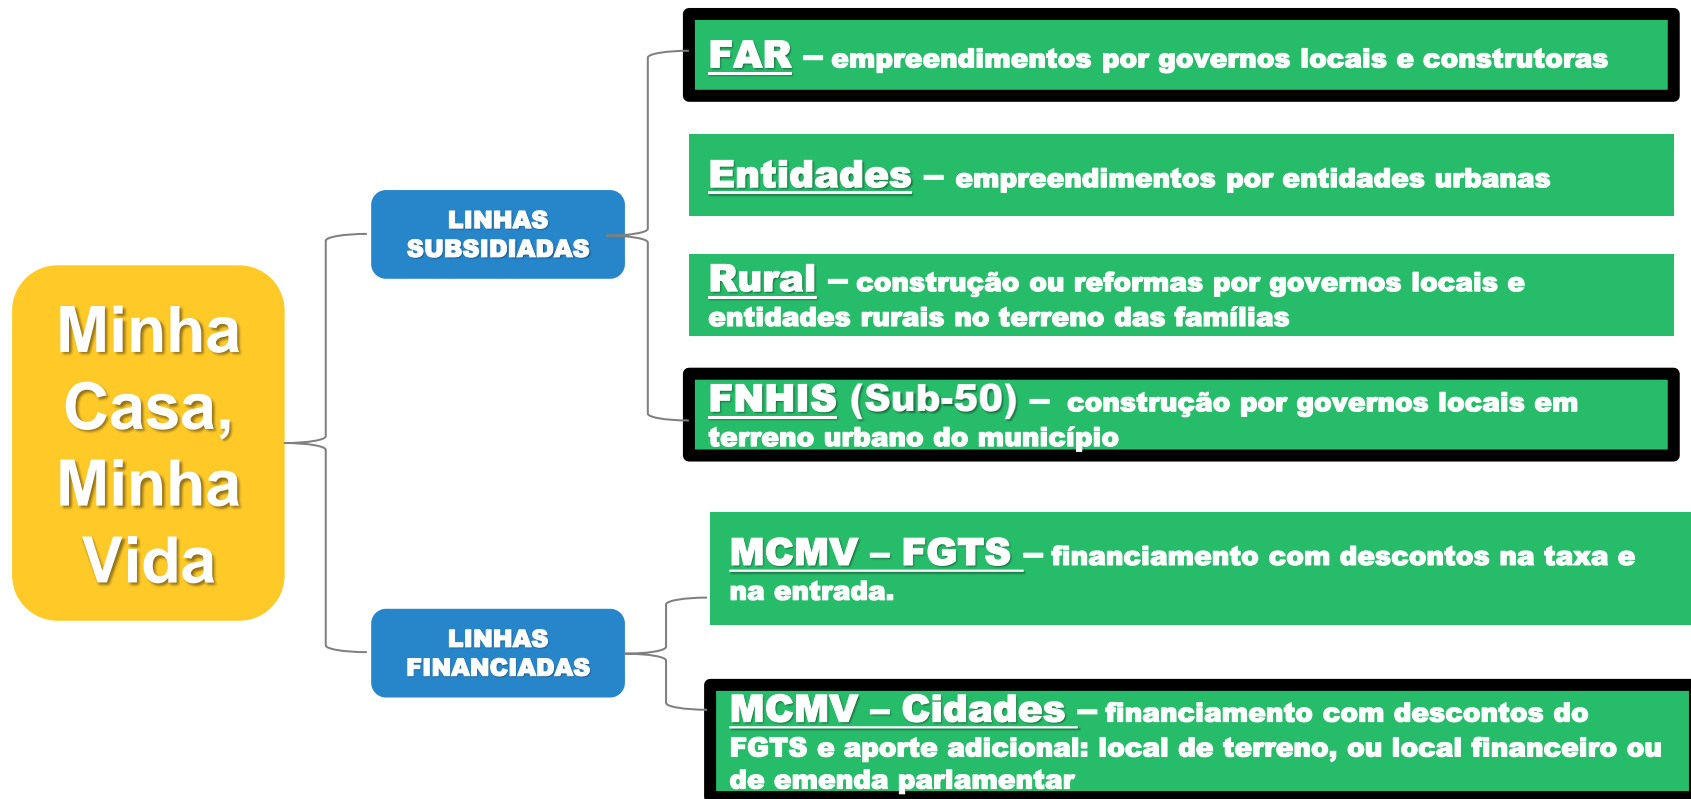 Minha
Casa,
Minha
Vida
LINHAS
SUBSIDIADAS
FAR – empreendimentos por governos locais e construtoras
Entidades – empreendimentos por entidades urbanas
Rural – construção ou reformas por governos locais e
entidades rurais no terreno das famílias
FNHIS (Sub-50) – construção por governos locais em
terreno urbano do município
LINHAS
FINANCIADAS
MCMV – FGTS – financiamento com descontos na taxa e
na entrada.
MCMV – Cidades – financiamento com descontos do
FGTS e aporte adicional: local de terreno, ou local financeiro ou
de emenda parlamentar